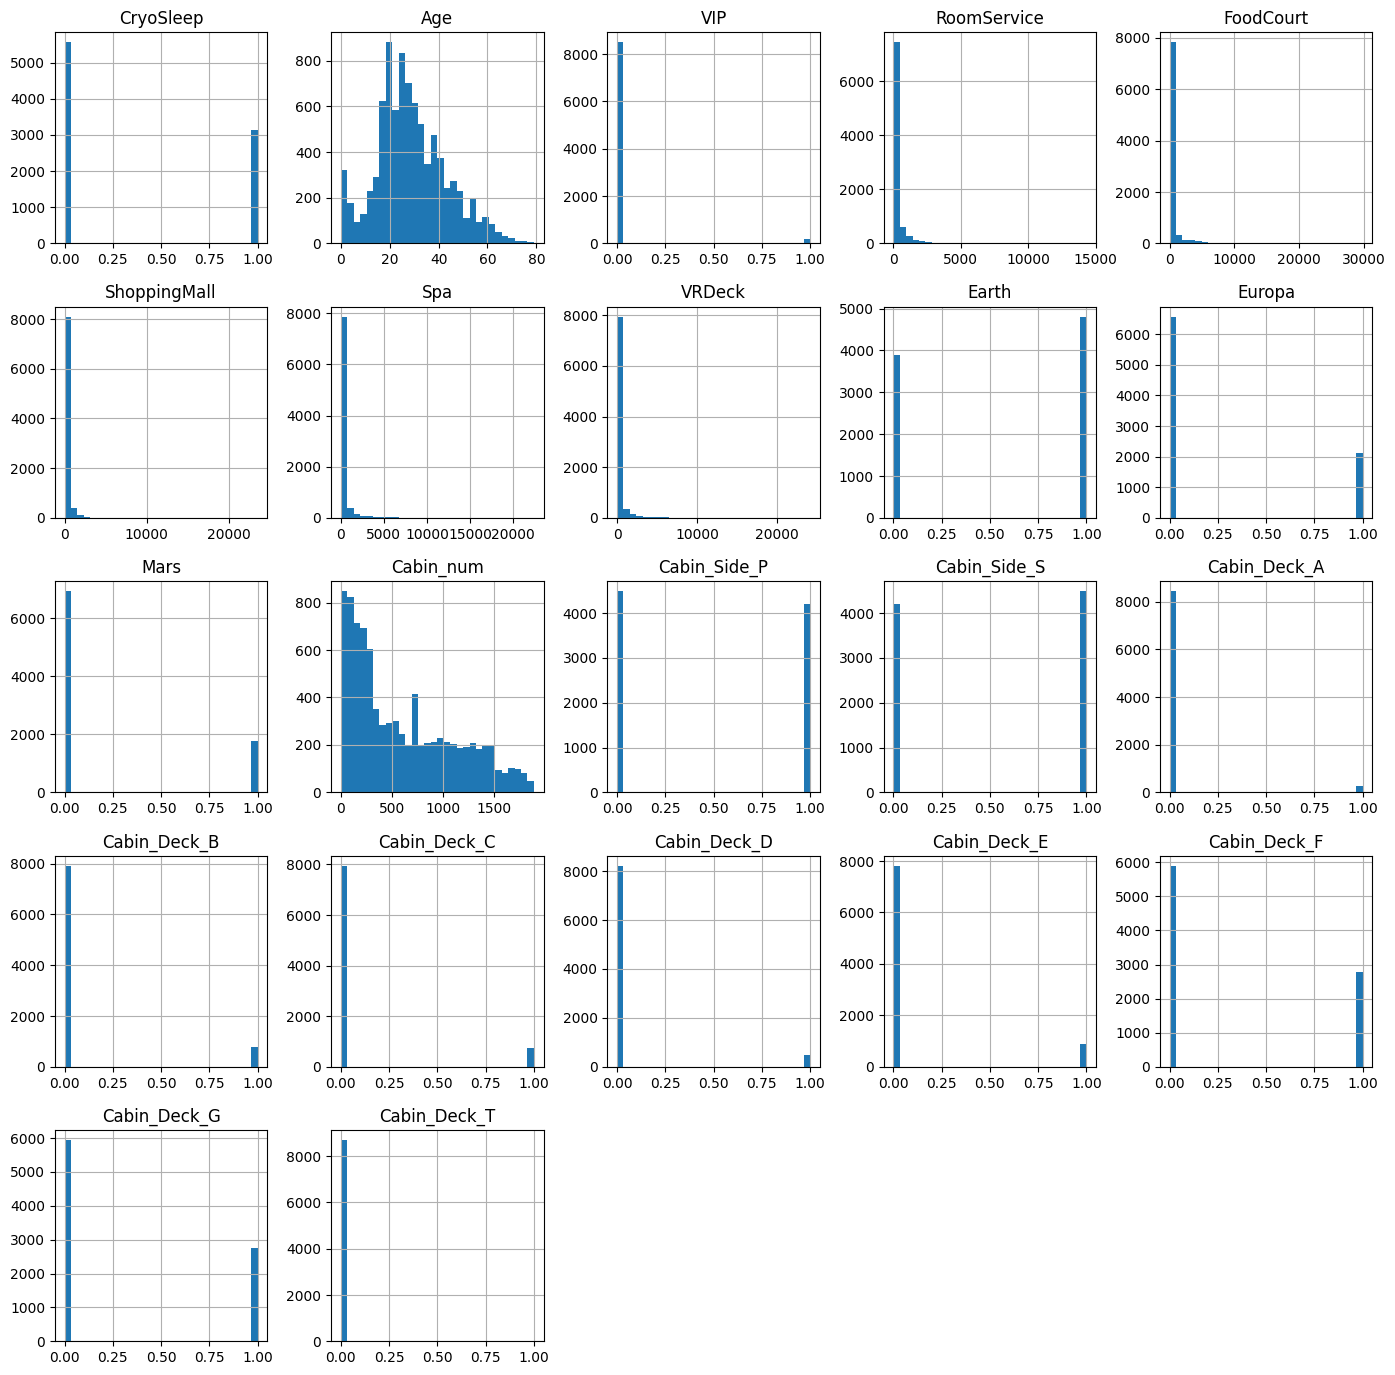 CryoSleep Age VIP RoomService FoodCourt
5000 800 8000 6000 8000
4000 600 6000 4000 6000
3000 400 4000 2000 4000
2000 200 2000 0 2000
1000 0 0 0
0
0.00 0.25 0.50 0.75 1.00 0 20 40 60 80 0.00 0.25 0.50 0.75 1.00 0 5000 10000 15000 0 10000 20000 30000
ShoppingMall Spa VRDeck Earth Europa
8000 8000 8000 5000 6000
6000 6000 6000 4000 5000
4000 4000 4000 3000 4000
2000 2000 2000 2000 3000
0 0 0 1000 2000
0 1000
0
0 10000 20000 0 5000 10000 15000 20000 0 10000 20000 0.00 0.25 0.50 0.75 1.00 0.00 0.25 0.50 0.75 1.00
Mars Cabin_num Cabin_Side_P Cabin_Side_S Cabin_Deck_A
6000 800 4000 4000 8000
4000 600 3000 3000 6000
2000 400 2000 2000 4000
0 200 1000 1000 2000
0 0 0 0
0.00 0.25 0.50 0.75 1.00 0 500 1000 1500 0.00 0.25 0.50 0.75 1.00 0.00 0.25 0.50 0.75 1.00 0.00 0.25 0.50 0.75 1.00
Cabin_Deck_B Cabin_Deck_C Cabin_Deck_D Cabin_Deck_E Cabin_Deck_F
8000 8000 8000 8000 6000
6000 6000 6000 6000 5000
4000 4000 4000 4000 4000
2000 2000 2000 2000 3000
0 0 0 0 2000
1000
0
0.00 0.25 0.50 0.75 1.00 0.00 0.25 0.50 0.75 1.00 0.00 0.25 0.50 0.75 1.00 0.00 0.25 0.50 0.75 1.00 0.00 0.25 0.50 0.75 1.00
Cabin_Deck_G Cabin_Deck_T
6000 8000
5000 6000
4000 4000
3000 2000
2000 0
1000
0
0.00 0.25 0.50 0.75 1.00 0.00 0.25 0.50 0.75 1.00